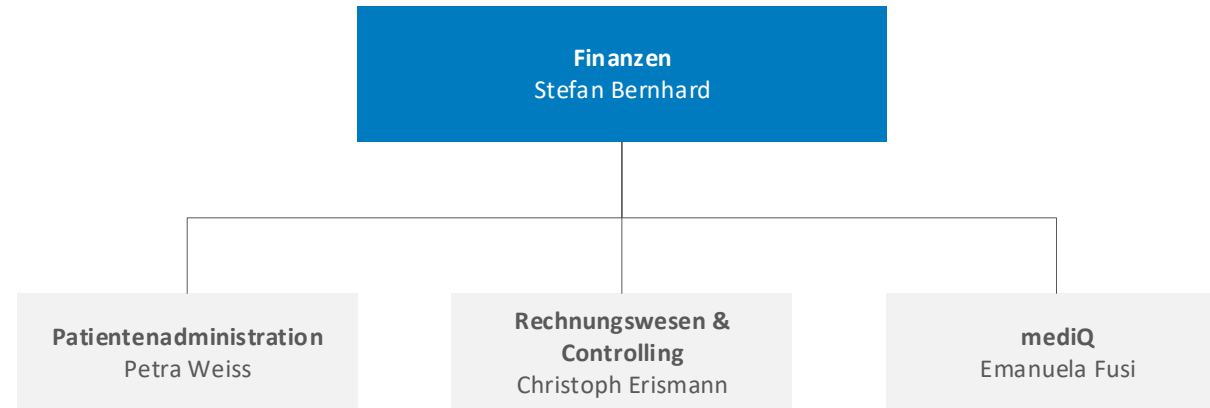 Finanzen
Stefan Bernhard
Patientenadministration
Petra Weiss
Rechnungswesen &
Controlling
Christoph Erismann
mediQ
Emanuela Fusi